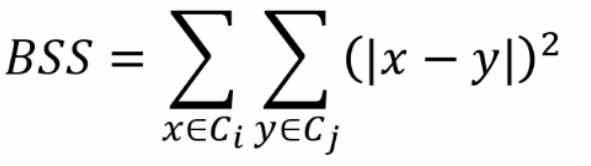 BSS = ∑_{x∈C_i} ∑_{y∈C_j} (|x − y|)²